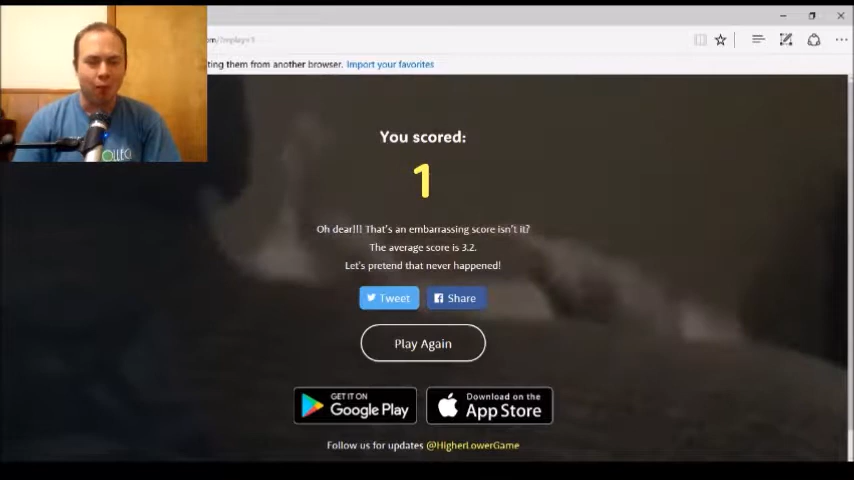 ting them from another browser. Import your favorites
You scored:
1
Oh dear!!! That's an embarrassing score isn't it?
The average score is 3.2.
Let's pretend that never happened!
Tweet
Share
Play Again
GET IT ON
Google Play
Download on the
App Store
Follow us for updates @HigherLowerGame